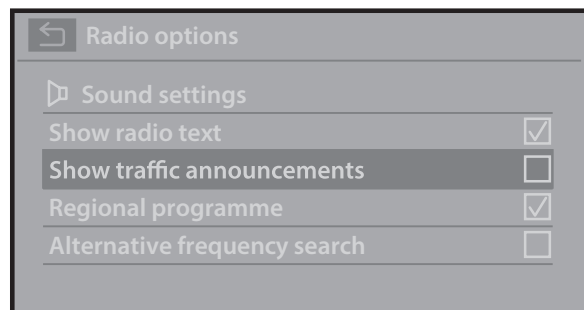 Radio options
Sound settings
Show radio text
Show traffic announcements
Regional programme
Alternative frequency search